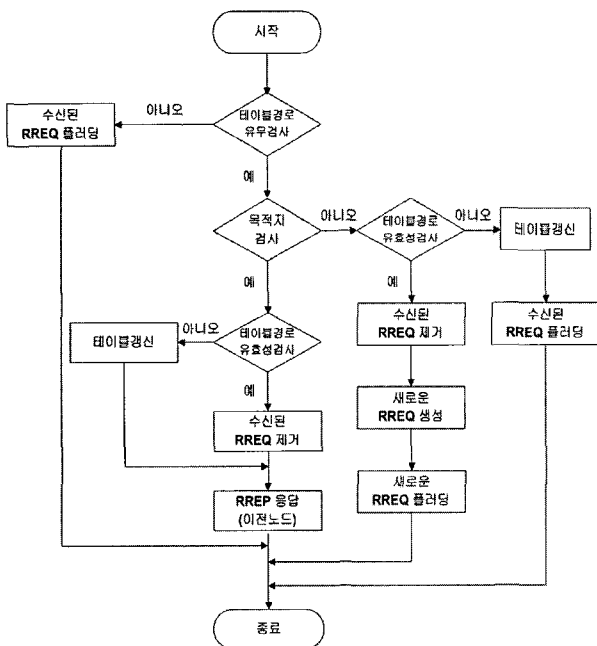 시작
테이블경로
유무검사
아니오
수신된
RREQ 플러딩
예
목적지
검사
아니오
테이블경로
유효성검사
아니오
테이블갱신
예
예
수신된
RREQ 제거
수신된
RREQ 플러딩
테이블갱신
아니오
테이블경로
유효성검사
예
새로운
RREQ 생성
수신된
RREQ 제거
새로운
RREQ 플러딩
RREP 응답
(이전노드)
종료